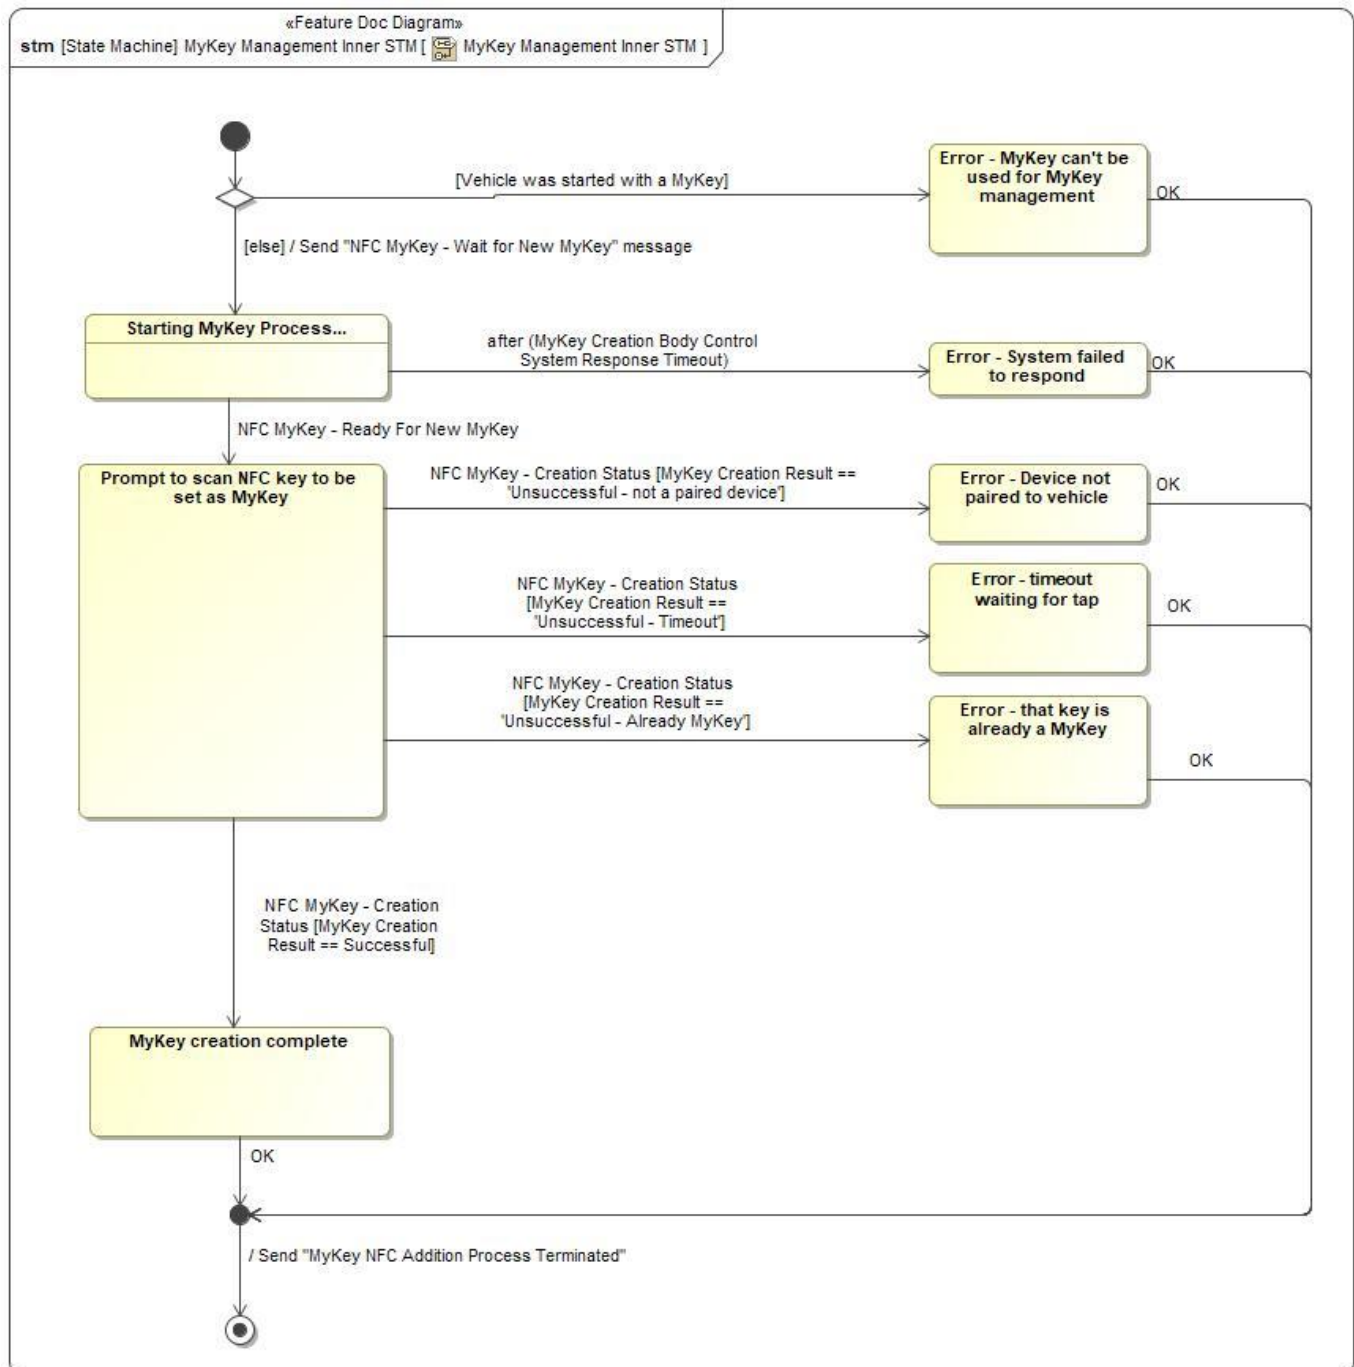 «Feature Doc Diagram»
stm [State Machine] MyKey Management Inner STM [ MyKey Management Inner STM ]
[Vehicle was started with a MyKey]
Error - MyKey can't be
used for MyKey
management
OK
[else] / Send "NFC MyKey - Wait for New MyKey" message
Starting MyKey Process...
after (MyKey Creation Body Control
System Response Timeout)
Error - System failed
to respond
OK
NFC MyKey - Ready For New MyKey
Prompt to scan NFC key to be
set as MyKey
NFC MyKey - Creation Status [MyKey Creation Result ==
'Unsuccessful - not a paired device']
Error - Device not
paired to vehicle
OK
NFC MyKey - Creation Status
[MyKey Creation Result ==
'Unsuccessful - Timeout']
Error - timeout
waiting for tap
OK
NFC MyKey - Creation Status
[MyKey Creation Result ==
'Unsuccessful - Already MyKey']
Error - that key is
already a MyKey
OK
NFC MyKey - Creation
Status [MyKey Creation
Result == Successful]
MyKey creation complete
OK
/ Send "MyKey NFC Addition Process Terminated"